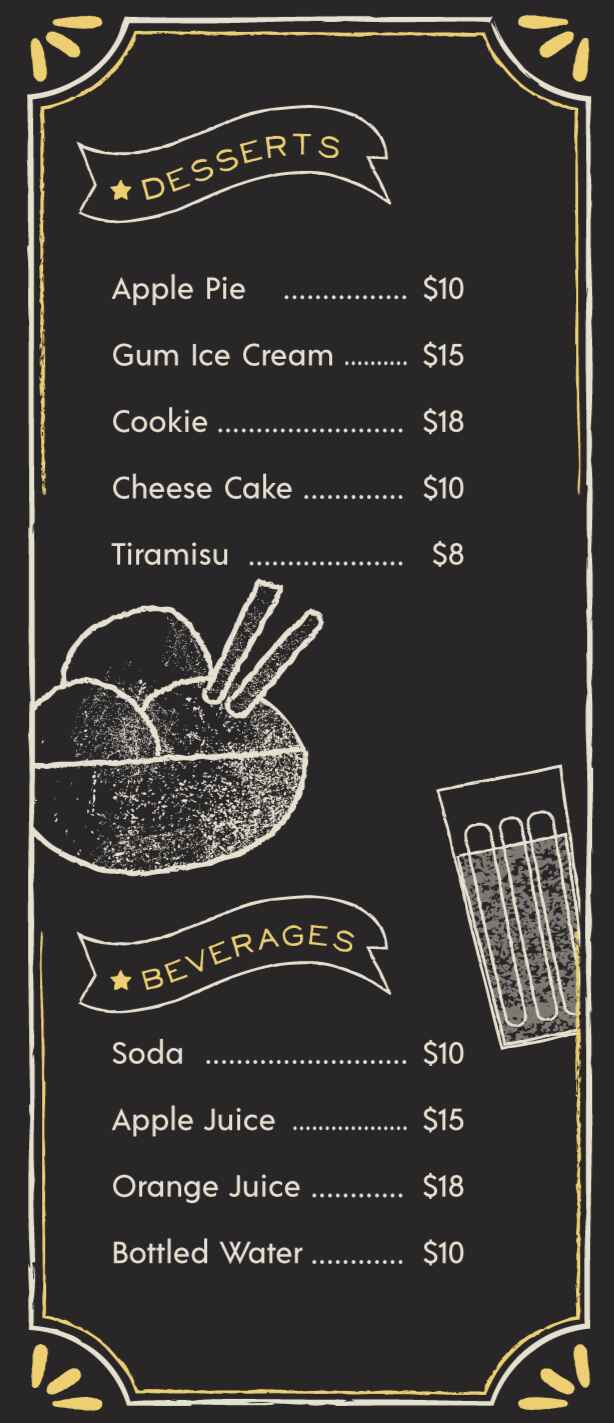 DESSERTS
Apple Pie ................ $10
Gum Ice Cream .......... $15
Cookie ........................ $18
Cheese Cake ............. $10
Tiramisu .................... $8
BEVERAGES
Soda .......................... $10
Apple Juice .................. $15
Orange Juice ............ $18
Bottled Water ............ $10